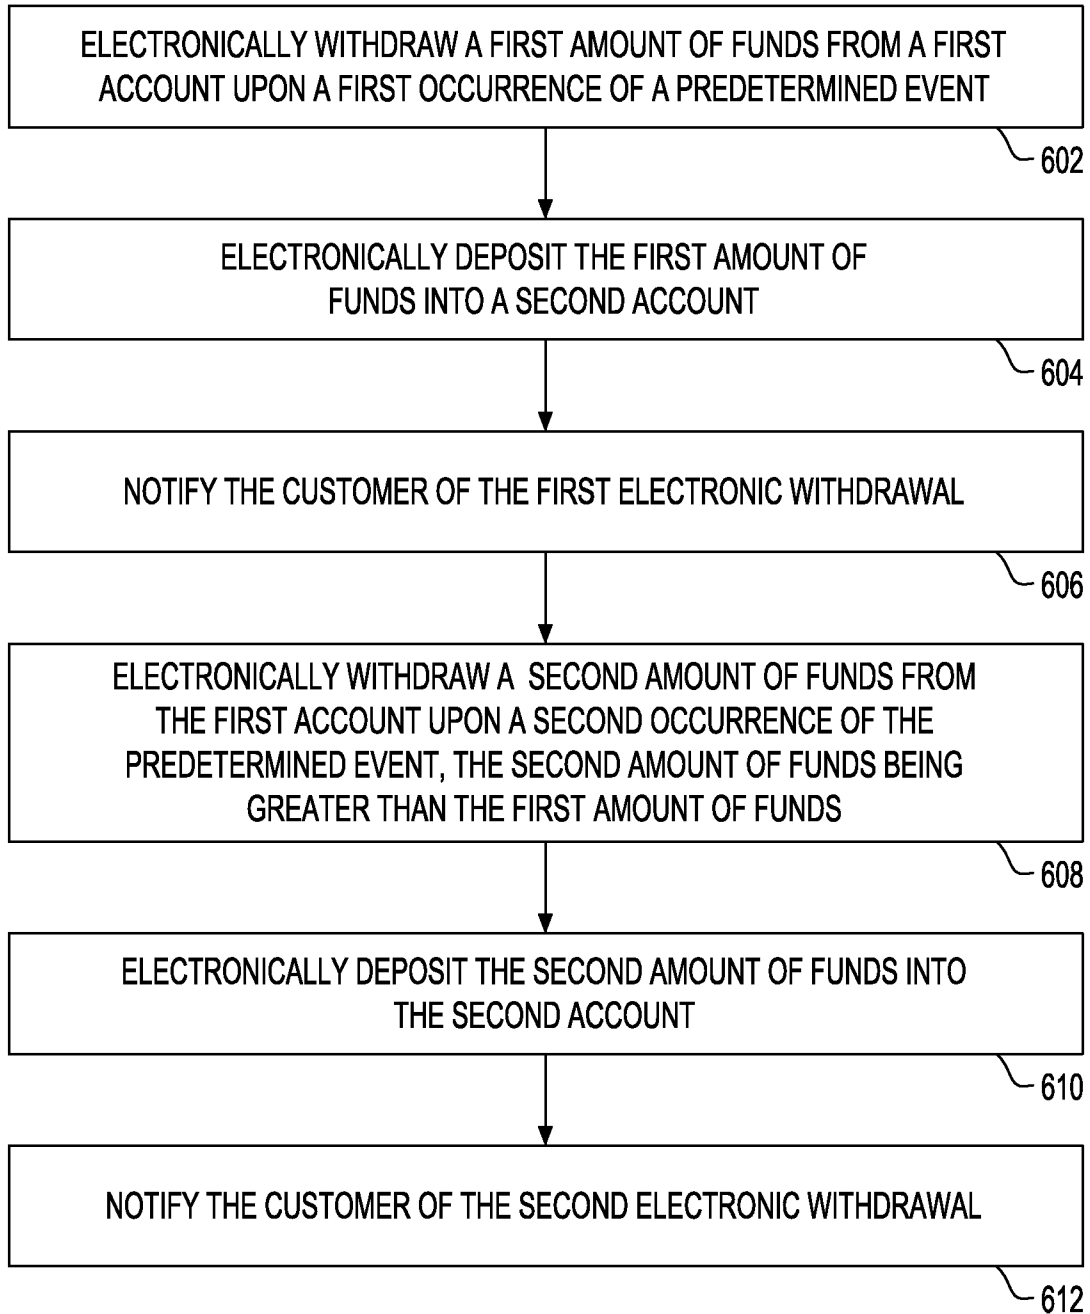 ELECTRONICALLY WITHDRAW A FIRST AMOUNT OF FUNDS FROM A FIRST
ACCOUNT UPON A FIRST OCCURRENCE OF A PREDETERMINED EVENT
602
ELECTRONICALLY DEPOSIT THE FIRST AMOUNT OF
FUNDS INTO A SECOND ACCOUNT
604
NOTIFY THE CUSTOMER OF THE FIRST ELECTRONIC WITHDRAWAL
606
ELECTRONICALLY WITHDRAW A SECOND AMOUNT OF FUNDS FROM
THE FIRST ACCOUNT UPON A SECOND OCCURRENCE OF THE
PREDETERMINED EVENT, THE SECOND AMOUNT OF FUNDS BEING
GREATER THAN THE FIRST AMOUNT OF FUNDS
608
ELECTRONICALLY DEPOSIT THE SECOND AMOUNT OF FUNDS INTO
THE SECOND ACCOUNT
610
NOTIFY THE CUSTOMER OF THE SECOND ELECTRONIC WITHDRAWAL
612